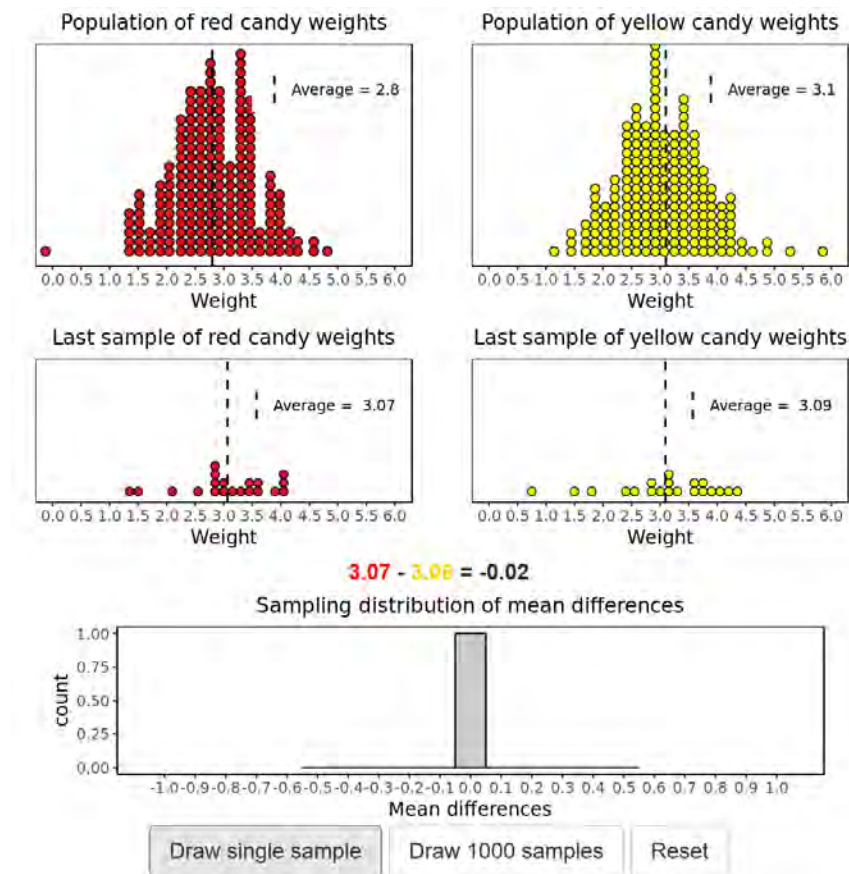 Population of red candy weights
Population of yellow candy weights
Average = 2.8
Average = 3.1
0.0 0.5 1.0 1.5 2.0 2.5 3.0 3.5 4.0 4.5 5.0 5.5 6.0
0.0 0.5 1.0 1.5 2.0 2.5 3.0 3.5 4.0 4.5 5.0 5.5 6.0
Weight
Weight
Last sample of red candy weights
Last sample of yellow candy weights
Average = 3.07
Average = 3.09
0.0 0.5 1.0 1.5 2.0 2.5 3.0 3.5 4.0 4.5 5.0 5.5 6.0
0.0 0.5 1.0 1.5 2.0 2.5 3.0 3.5 4.0 4.5 5.0 5.5 6.0
Weight
Weight
3.07 - 3.09 = -0.02
Sampling distribution of mean differences
1.00
0.75
0.50
0.25
0.00
count
-1.0 -0.9 -0.8 -0.7 -0.6 -0.5 -0.4 -0.3 -0.2 -0.1 0.0 0.1 0.2 0.3 0.4 0.5 0.6 0.7 0.8 0.9 1.0
Mean differences
Draw single sample
Draw 1000 samples
Reset